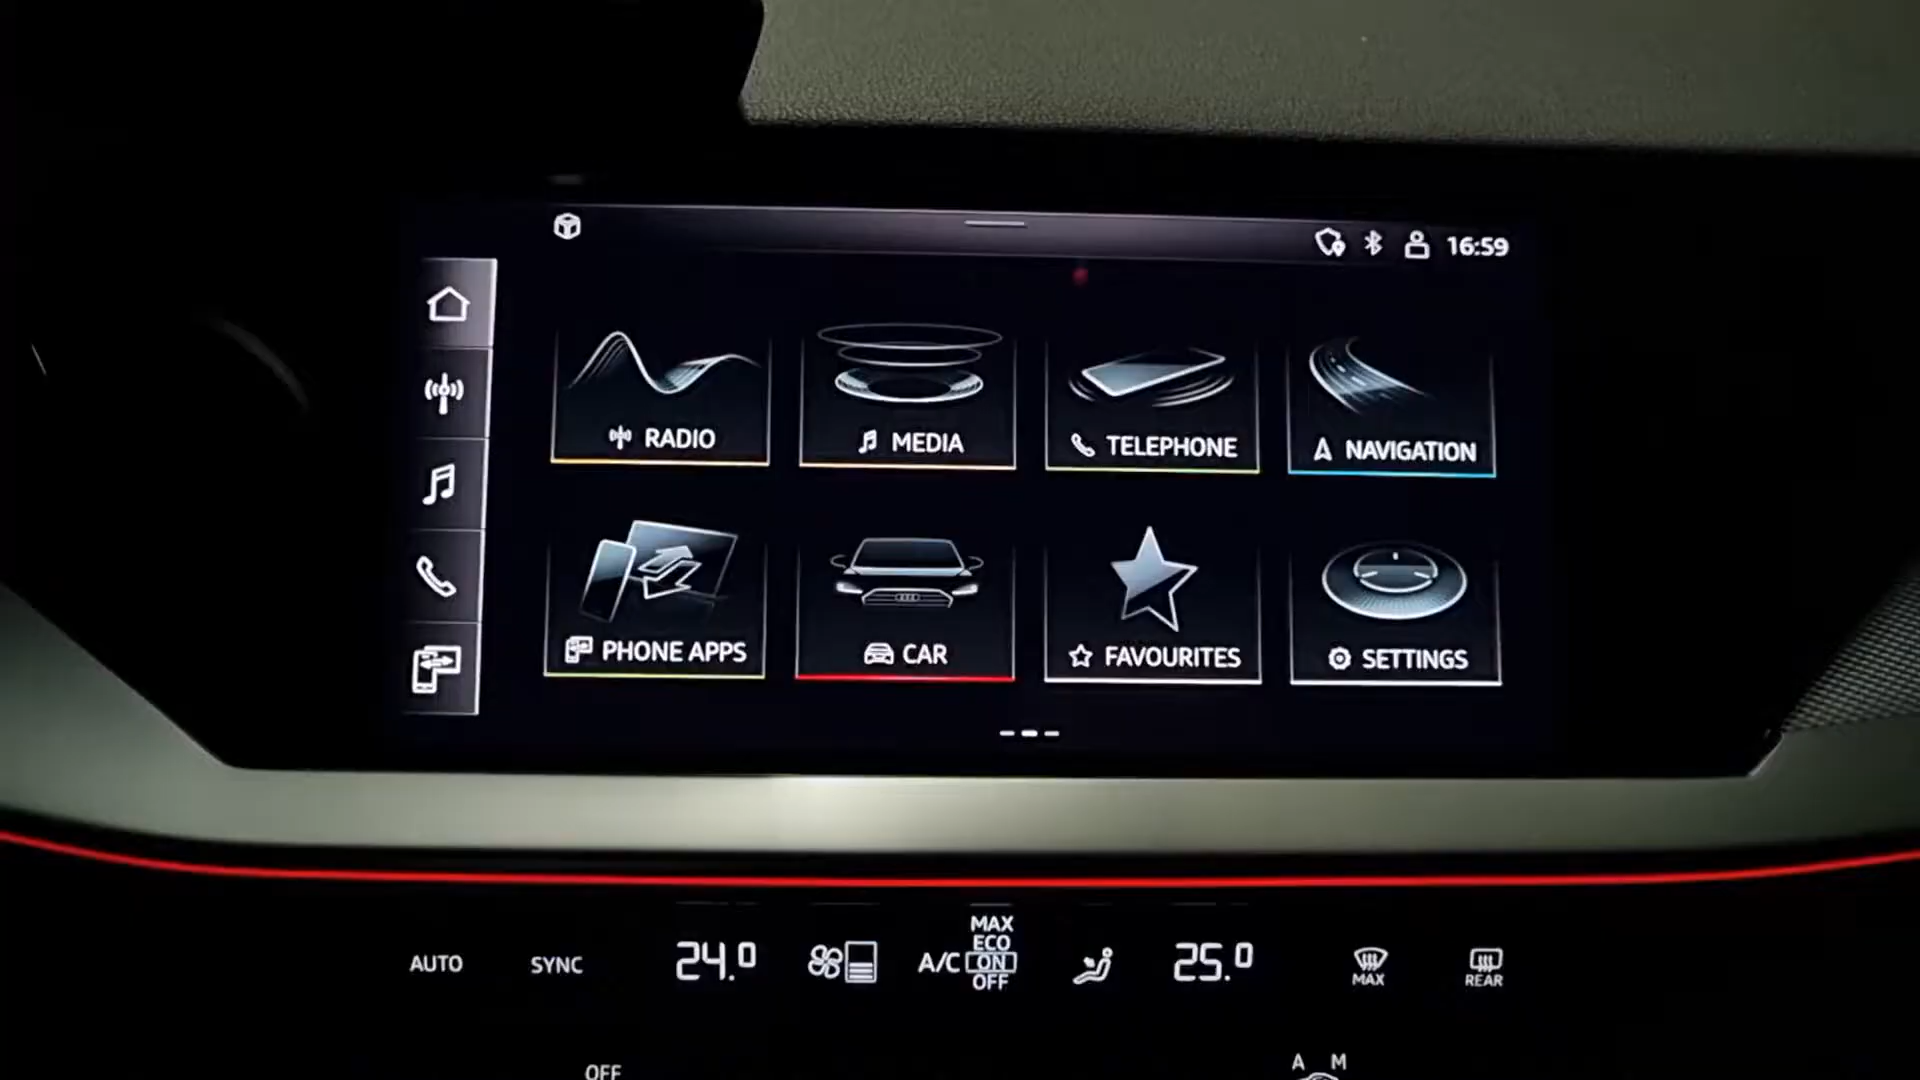 16:59
RADIO
MEDIA
TELEPHONE
NAVIGATION
PHONE APPS
CAR
FAVOURITES
SETTINGS
AUTO
SYNC
24.0
A/C
MAX
ECO
ON
OFF
25.0
MAX
REAR
OFF
A M